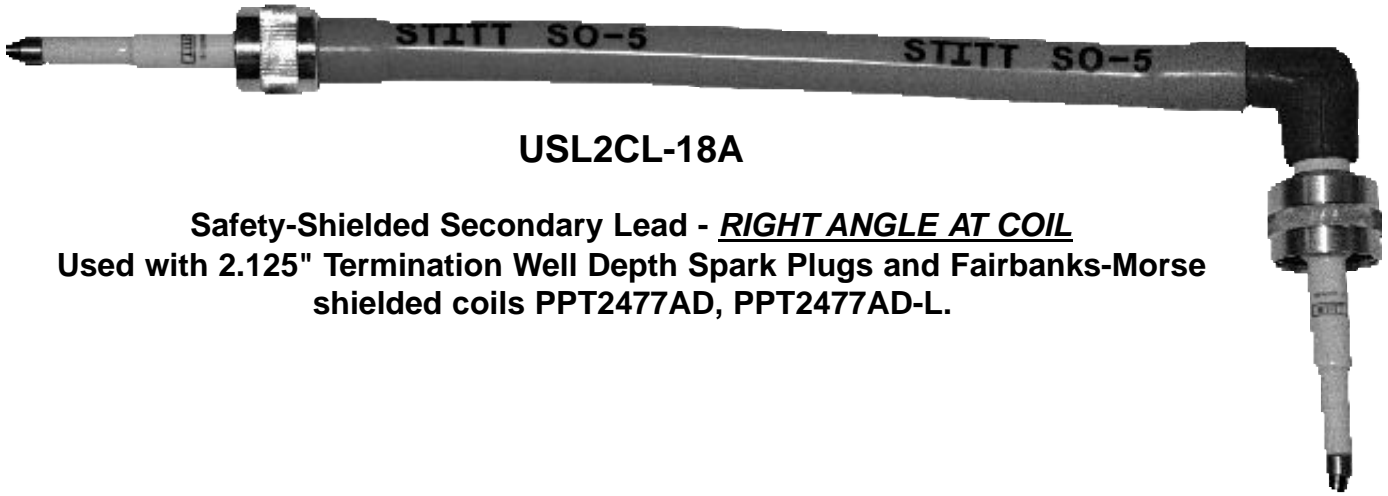 STITT SO-5 STITT SO-5
USL2CL-18A
Safety-Shielded Secondary Lead - RIGHT ANGLE AT COIL
Used with 2.125" Termination Well Depth Spark Plugs and Fairbanks-Morse
shielded coils PPT2477AD, PPT2477AD-L.